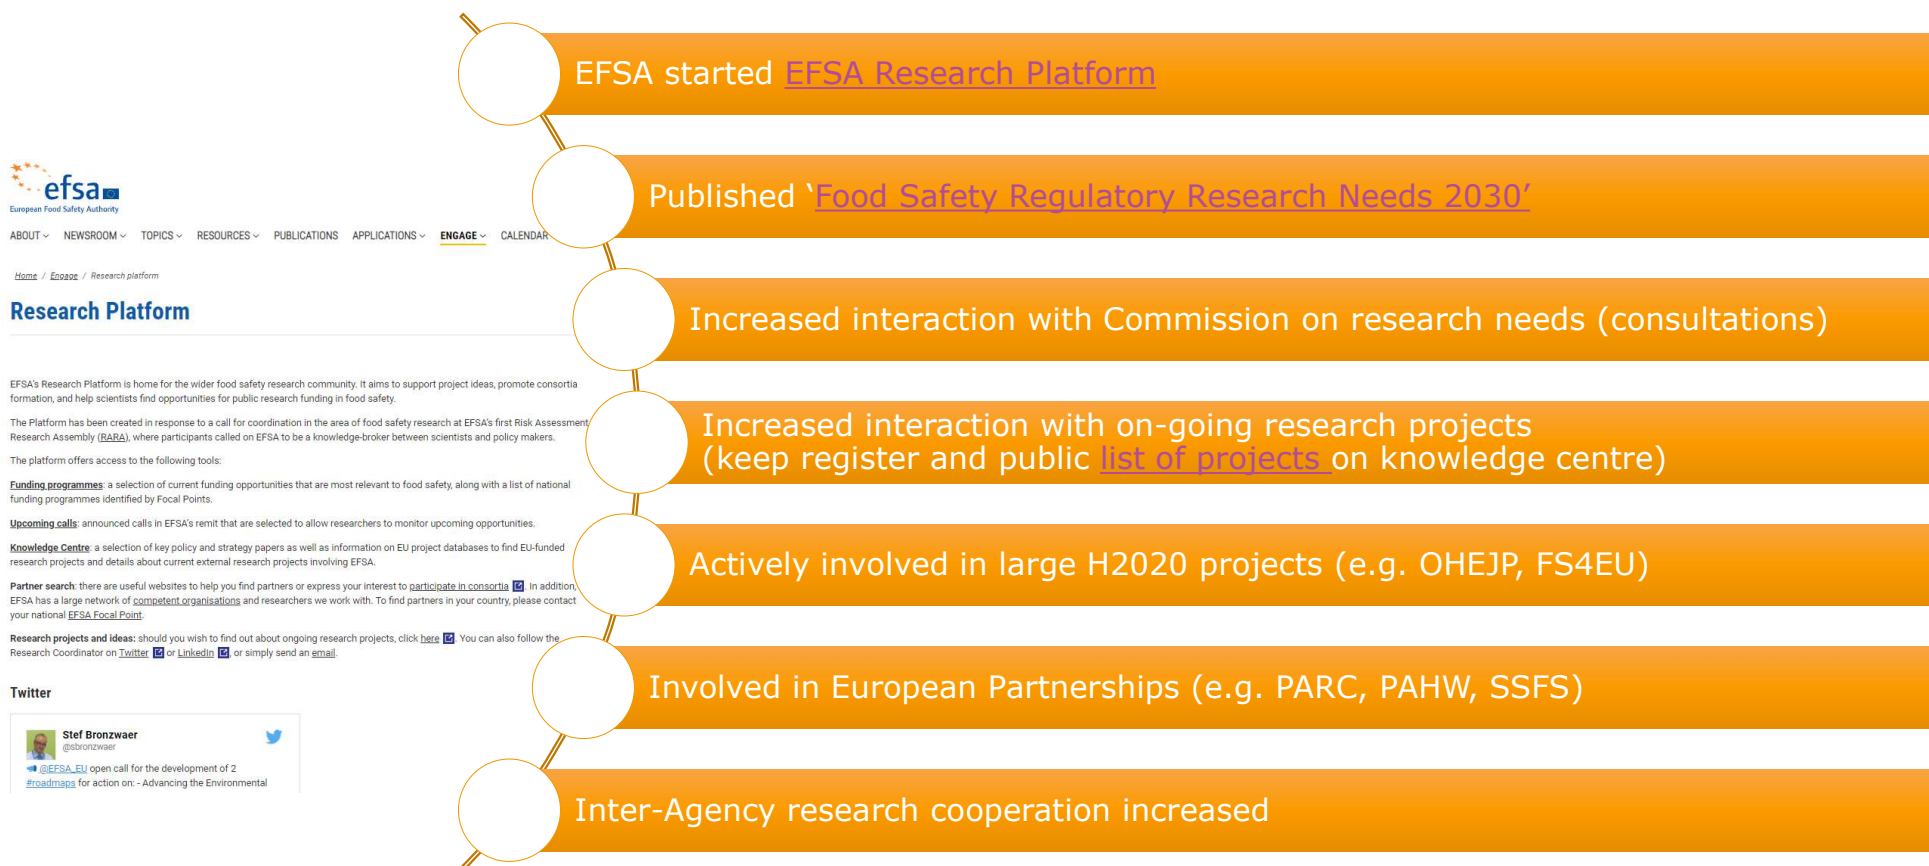 efsa
European Food Safety Authority
ABOUT NEWSROOM TOPICS RESOURCES PUBLICATIONS APPLICATIONS ENGAGE CALENDAR
Home / Engage / Research platform
Research Platform
EFSA's Research Platform is home for the wider food safety research community. It aims to support project ideas, promote consortia
formation, and help scientists find opportunities for public research funding in food safety.
The Platform has been created in response to a call for coordination in the area of food safety research at EFSA's first Risk Assessment
Research Assembly (RARA), where participants called on EFSA to be a knowledge-broker between scientists and policy makers.
The platform offers access to the following tools:
Funding programmes: a selection of current funding opportunities that are most relevant to food safety, along with a list of national
funding programmes identified by Focal Points.
Upcoming calls: announced calls in EFSA's remit that are selected to allow researchers to monitor upcoming opportunities.
Knowledge Centre: a selection of key policy and strategy papers as well as information on EU project databases to find EU-funded
research projects and details about current external research projects involving EFSA.
Partner search: there are useful websites to help you find partners or express your interest to participate in consortia. In addition,
EFSA has a large network of competent organisations and researchers we work with. To find partners in your country, please contact
your national EFSA Focal Point.
Research projects and ideas: should you wish to find out about ongoing research projects, click here. You can also follow the
Research Coordinator on Twitter or LinkedIn, or simply send an email.
Twitter
Stef Bronzwaer
@sbronzwaer
@EFSA_EU open call for the development of 2
#roadmaps for action on: - Advancing the Environmental
EFSA started EFSA Research Platform
Published ‘Food Safety Regulatory Research Needs 2030’
Increased interaction with Commission on research needs (consultations)
Increased interaction with on-going research projects
(keep register and public list of projects on knowledge centre)
Actively involved in large H2020 projects (e.g. OHEJP, FS4EU)
Involved in European Partnerships (e.g. PARC, PAHW, SSFS)
Inter-Agency research cooperation increased